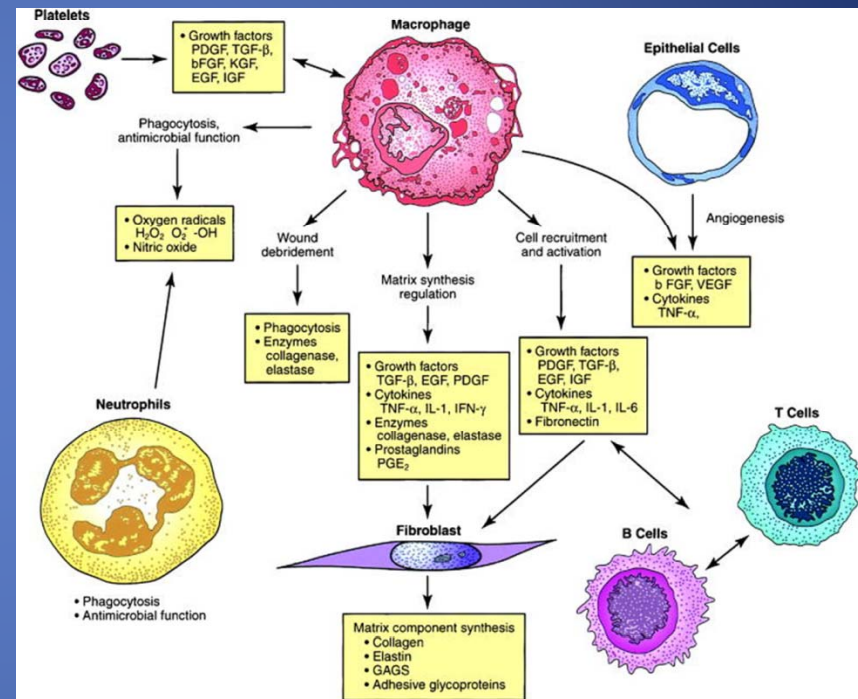 Platelets
• Growth factors
PDGF, TGF-β,
bFGF, KGF,
EGF, IGF
Macrophage
Epithelial Cells
Phagocytosis,
antimicrobial function
• Oxygen radicals
H₂O₂ O₂⁺ -OH
• Nitric oxide
Wound
debridement
• Phagocytosis
• Enzymes
collagenase,
elastase
Matrix synthesis
regulation
• Growth factors
TGF-β, EGF, PDGF
• Cytokines
TNF-α, IL-1, IFN-γ
• Enzymes
collagenase, elastase
• Prostaglandins
PGE₂
Cell recruitment
and activation
• Growth factors
PDGF, TGF-β,
EGF, IGF
• Cytokines
TNF-α, IL-1, IL-6
• Fibronectin
Angiogenesis
• Growth factors
b FGF, VEGF
• Cytokines
TNF-α,
Neutrophils
• Phagocytosis
• Antimicrobial function
Fibroblast
Matrix component synthesis
• Collagen
• Elastin
• GAGS
• Adhesive glycoproteins
T Cells
B Cells